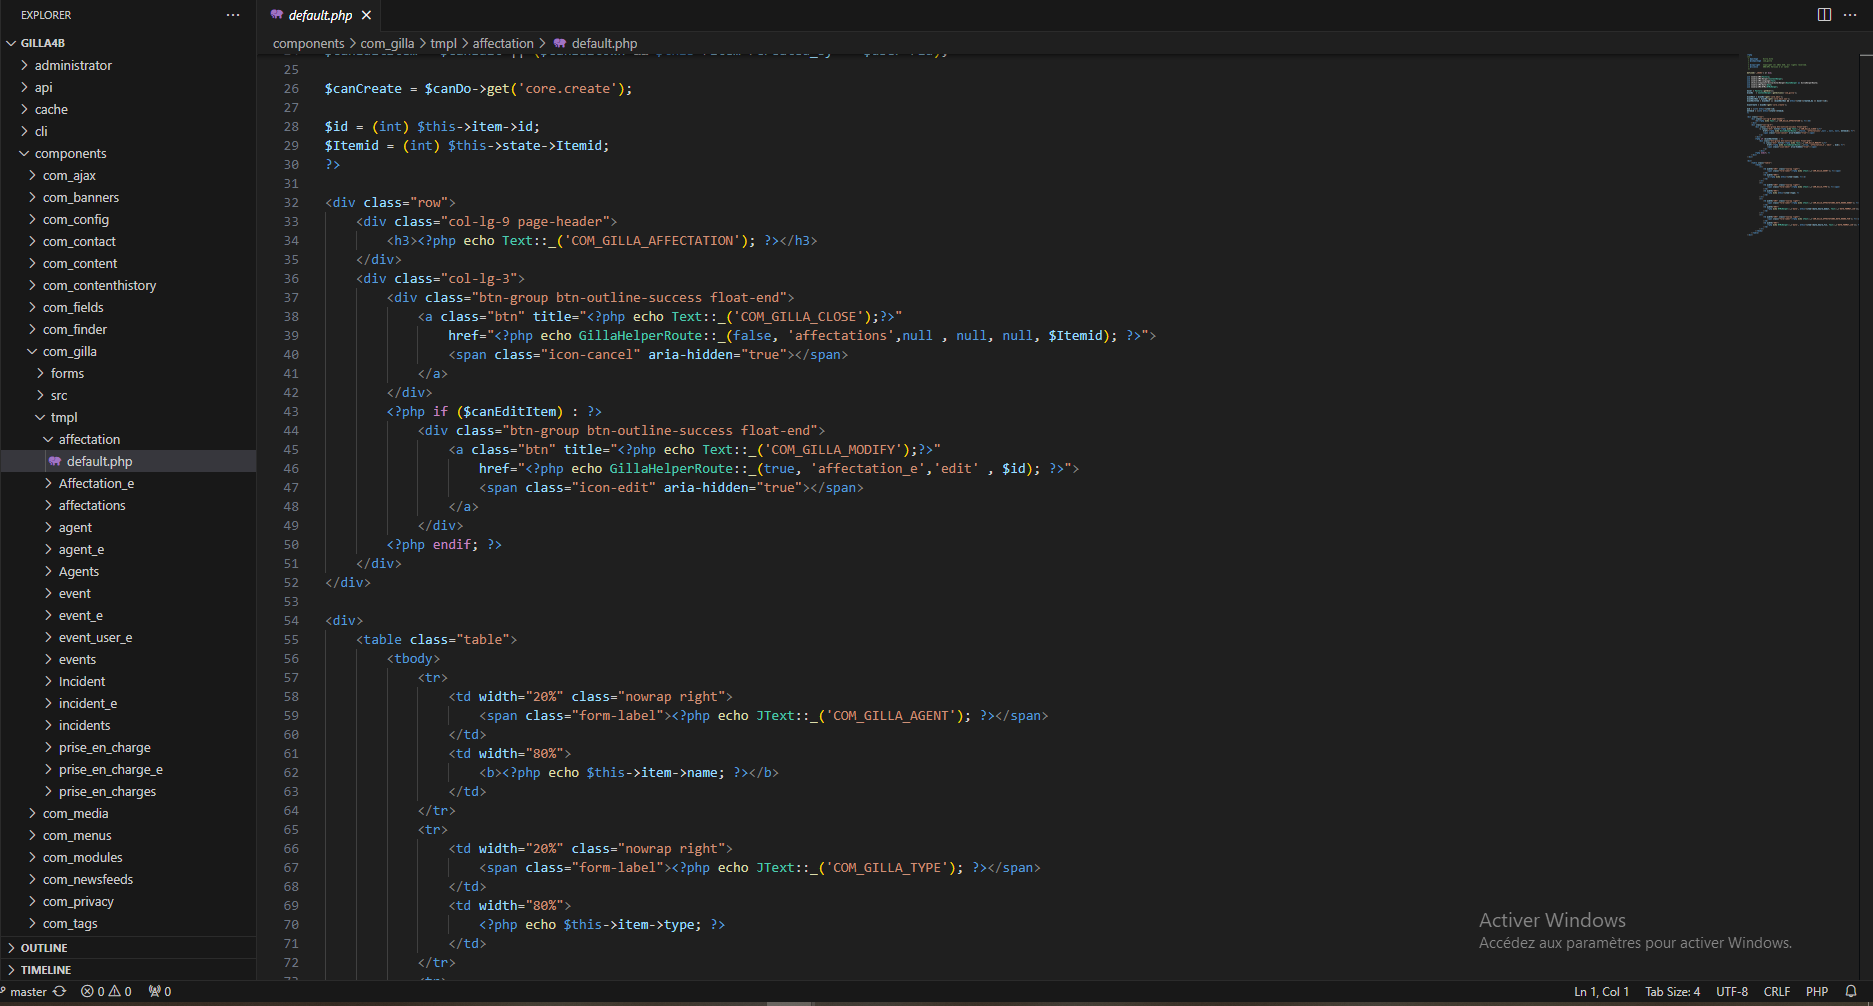 EXPLORER
default.php
GILLA4B
components > com_gilla > tmpl > affectation > default.php
administrator
api
cache
cli
components
com_ajax
com_banners
com_config
com_contact
com_content
com_contenthistory
com_fields
com_finder
com_gilla
forms
src
tmpl
affectation
default.php
Affectation_e
affectations
agent
agent_e
Agents
event
event_e
event_user_e
events
Incident
incident_e
incidents
prise_en_charge
prise_en_charge_e
prise_en_charges
com_media
com_menus
com_modules
com_newsfeeds
com_privacy
com_tags
OUTLINE
TIMELINE
25
26 $canCreate = $canDo->get('core.create');
27
28 $id = (int) $this->item->id;
29 $Itemid = (int) $this->state->Itemid;
30 ?>
31
32 <div class="row">
33 <div class="col-lg-9 page-header">
34 <h3><?php echo Text::_('COM_GILLA_AFFECTATION'); ?></h3>
35 </div>
36 <div class="col-lg-3">
37 <div class="btn-group btn-outline-success float-end">
38 <a class="btn" title="<?php echo Text::_('COM_GILLA_CLOSE');?>"
39 href="<?php echo GillaHelperRoute::_(false, 'affectations',null , null, null, $Itemid); ?>">
40 <span class="icon-cancel" aria-hidden="true"></span>
41 </a>
42 </div>
43 <?php if ($canEditItem) : ?>
44 <div class="btn-group btn-outline-success float-end">
45 <a class="btn" title="<?php echo Text::_('COM_GILLA_MODIFY');?>"
46 href="<?php echo GillaHelperRoute::_(true, 'affectation_e','edit' , $id); ?>">
47 <span class="icon-edit" aria-hidden="true"></span>
48 </a>
49 </div>
50 <?php endif; ?>
51 </div>
52 </div>
53
54 <div>
55 <table class="table">
56 <tbody>
57 <tr>
58 <td width="20%" class="nowrap right">
59 <span class="form-label"><?php echo JText::_('COM_GILLA_AGENT'); ?></span>
60 </td>
61 <td width="80%">
62 <b><?php echo $this->item->name; ?></b>
63 </td>
64 </tr>
65 <tr>
66 <td width="20%" class="nowrap right">
67 <span class="form-label"><?php echo JText::_('COM_GILLA_TYPE'); ?></span>
68 </td>
69 <td width="80%">
70 <?php echo $this->item->type; ?>
71 </td>
72 </tr>
Activer Windows
Accédez aux paramètres pour activer Windows.
master 0 0 0
Ln 1, Col 1 Tab Size: 4 UTF-8 CRLF PHP